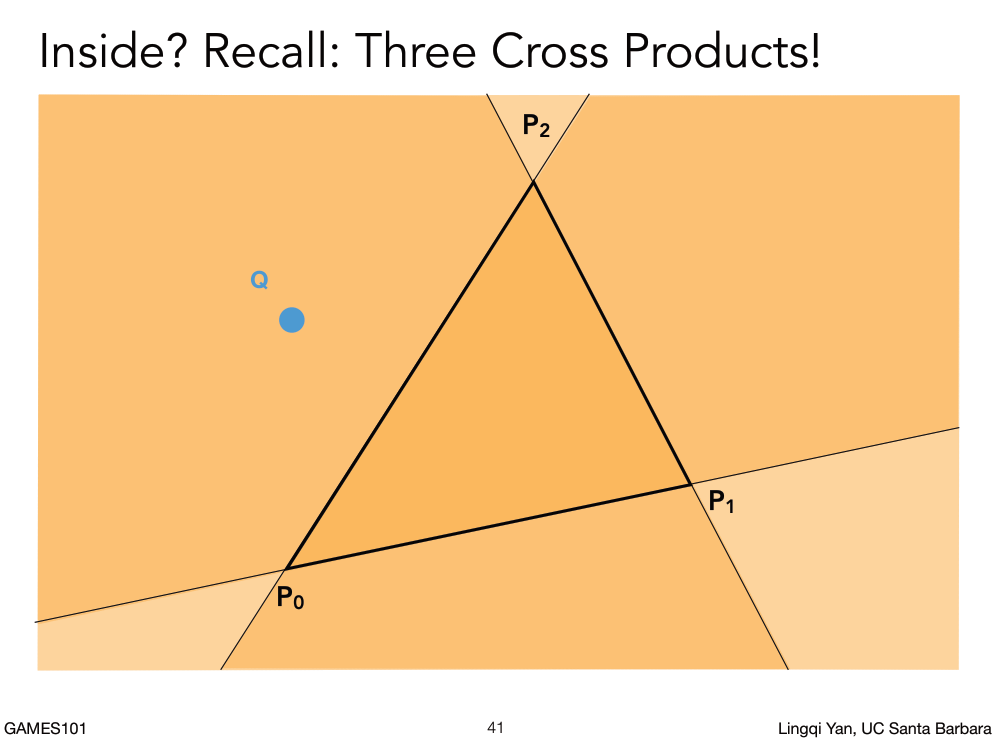 Inside? Recall: Three Cross Products!
P₂
Q
P₁
P₀
GAMES101
41
Lingqi Yan, UC Santa Barbara